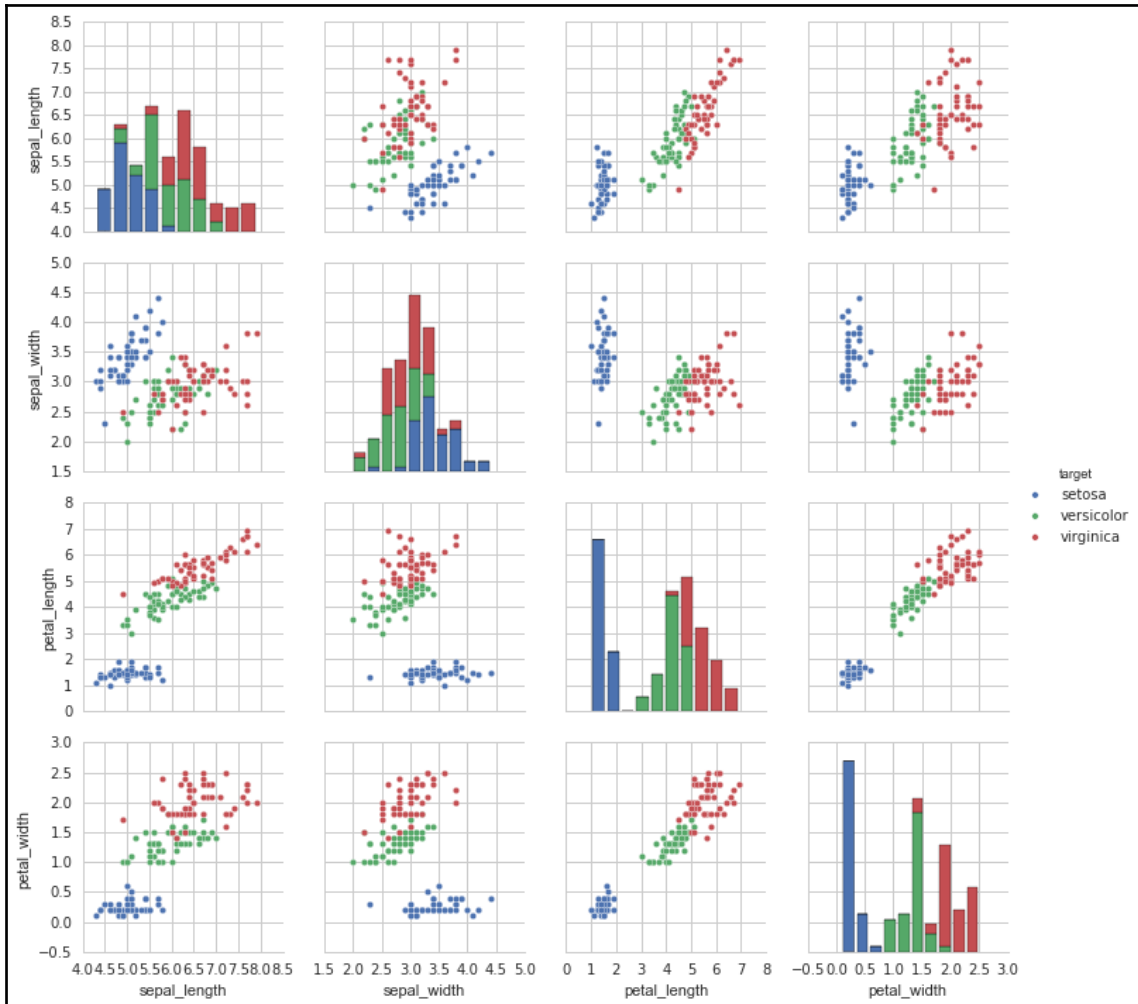 8.5
8.0
7.5
7.0
6.5
6.0
5.5
5.0
4.5
4.0
sepal_length
5.0
4.5
4.0
3.5
3.0
2.5
2.0
1.5
sepal_width
target
setosa
versicolor
virginica
8
7
6
5
4
3
2
1
0
petal_length
3.0
2.5
2.0
1.5
1.0
0.5
0.0
−0.5
petal_width
4.0 4.5 5.0 5.5 6.0 6.5 7.0 7.5 8.0 8.5
sepal_length
1.5 2.0 2.5 3.0 3.5 4.0 4.5 5.0
sepal_width
0 1 2 3 4 5 6 7 8
petal_length
−0.5 0.0 0.5 1.0 1.5 2.0 2.5 3.0
petal_width